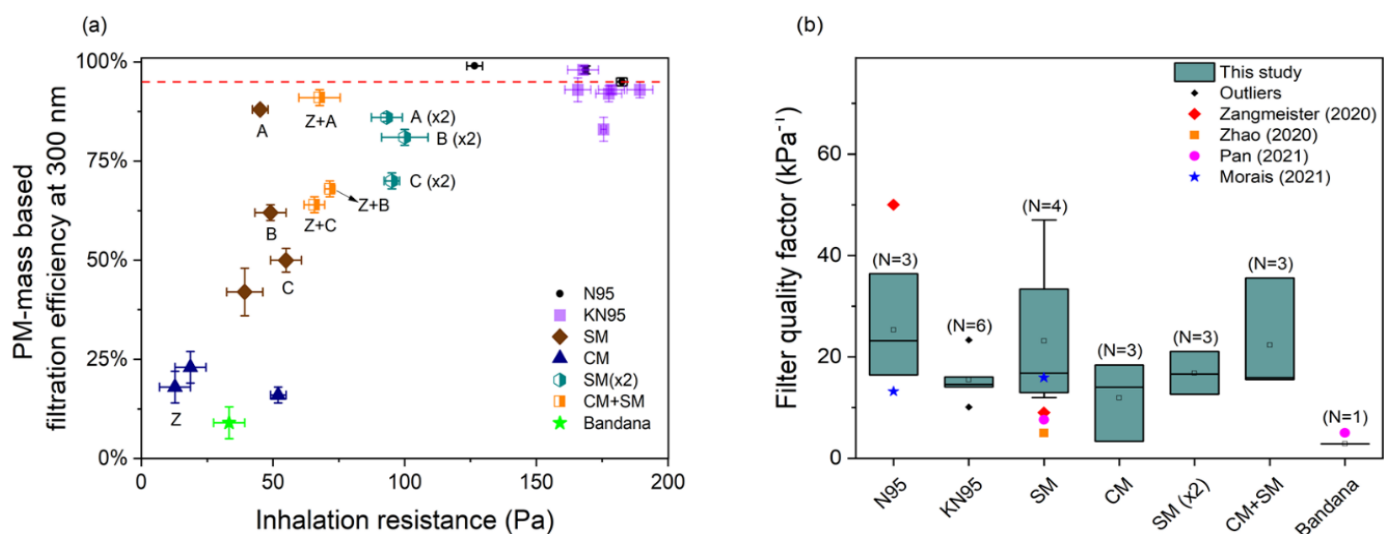 (a)
PM-mass based
filtration efficiency at 300 nm
100%
75%
50%
25%
0%
A
Z+A
A (x2)
B (x2)
C (x2)
Z+B
Z+C
B
C
Z
N95
KN95
SM
CM
SM(x2)
CM+SM
Bandana
0
50
100
150
200
Inhalation resistance (Pa)
(b)
Filter quality factor (kPa⁻¹)
60
40
20
0
This study
Outliers
Zangmeister (2020)
Zhao (2020)
Pan (2021)
Morais (2021)
(N=3)
(N=6)
(N=4)
(N=3)
(N=3)
(N=3)
(N=1)
N95
KN95
SM
CM
SM (x2)
CM+SM
Bandana